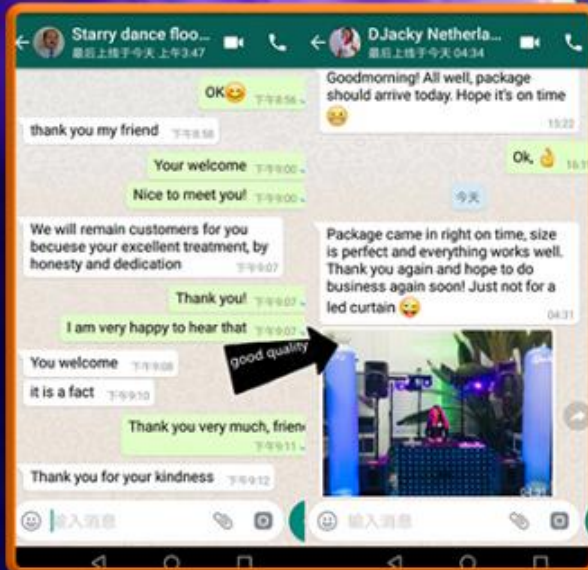 Starry dance floo...
最后上线于今天 上午3:47
OK😊 下午8:56
thank you my friend 下午8:58
Your welcome 下午9:00
Nice to meet you! 下午9:00
We will remain customers for you
becuese your excellent treatment, by
honesty and dedication 下午9:07
Thank you! 下午9:07
I am very happy to hear that 下午9:07
You welcome 下午9:08
it is a fact 下午9:10
Thank you very much, frien
下午9:11
Thank you for your kindness 下午9:12
输入消息
good quality
DJacky Netherla...
最后上线于今天 04:34
Goodmorning! All well, package
should arrive today. Hope it's on time
😬 15:22
Ok, 👌
今天
Package came in right on time, size
is perfect and everything works well.
Thank you again and hope to do
business again soon! Just not for a
led curtain 😜 04:31
04:31
输入消息